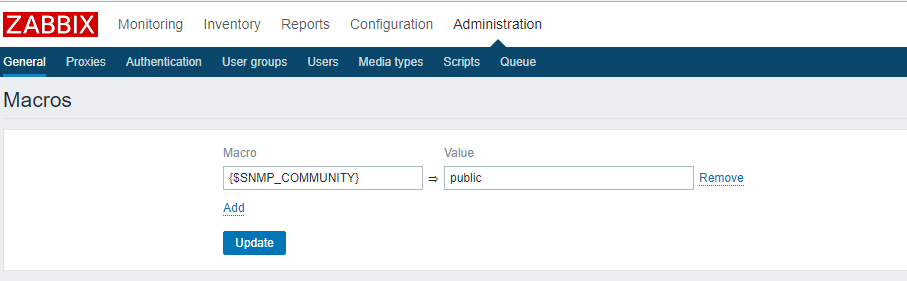 ZABBIX Monitoring Inventory Reports Configuration Administration
General Proxies Authentication User groups Users Media types Scripts Queue
Macros
Macro Value
{$SNMP_COMMUNITY} ⇒ public Remove
Add
Update